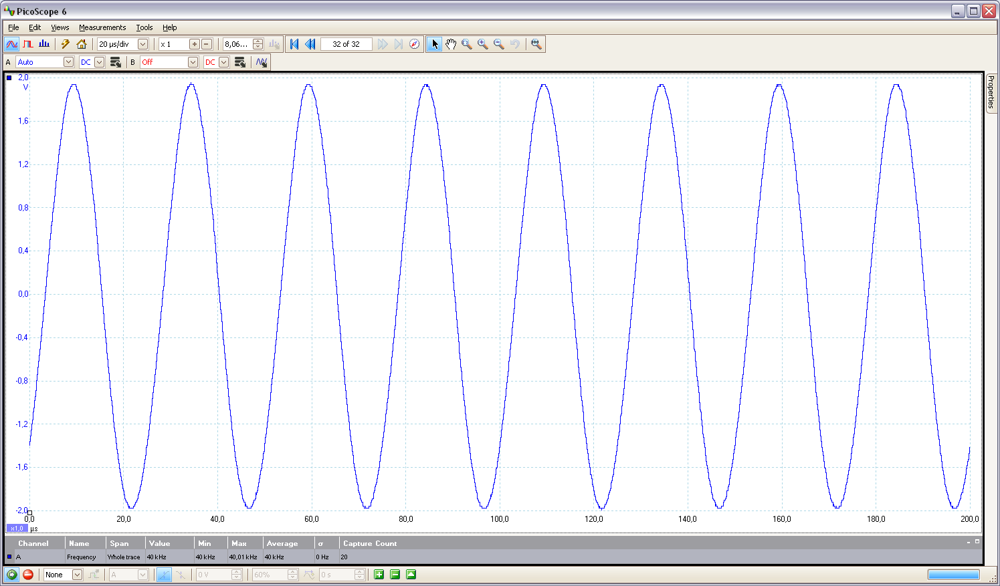 PicoScope 6
File Edit Views Measurements Tools Help
20 µs/div x 1 8,06... 32 of 32
A Auto DC B Off DC
2,0
V
1,6
1,2
0,8
0,4
0,0
-0,4
-0,8
-1,2
-1,6
-2,0
0,0 20,0 40,0 60,0 80,0 100,0 120,0 140,0 160,0 180,0 200,0
x1,0 µs
Properties
Channel Name Span Value Min Max Average σ Capture Count
A Frequency Whole trace 40 kHz 40 kHz 40,01 kHz 40 kHz 0 Hz 20
None A 0 V 60% 0 s